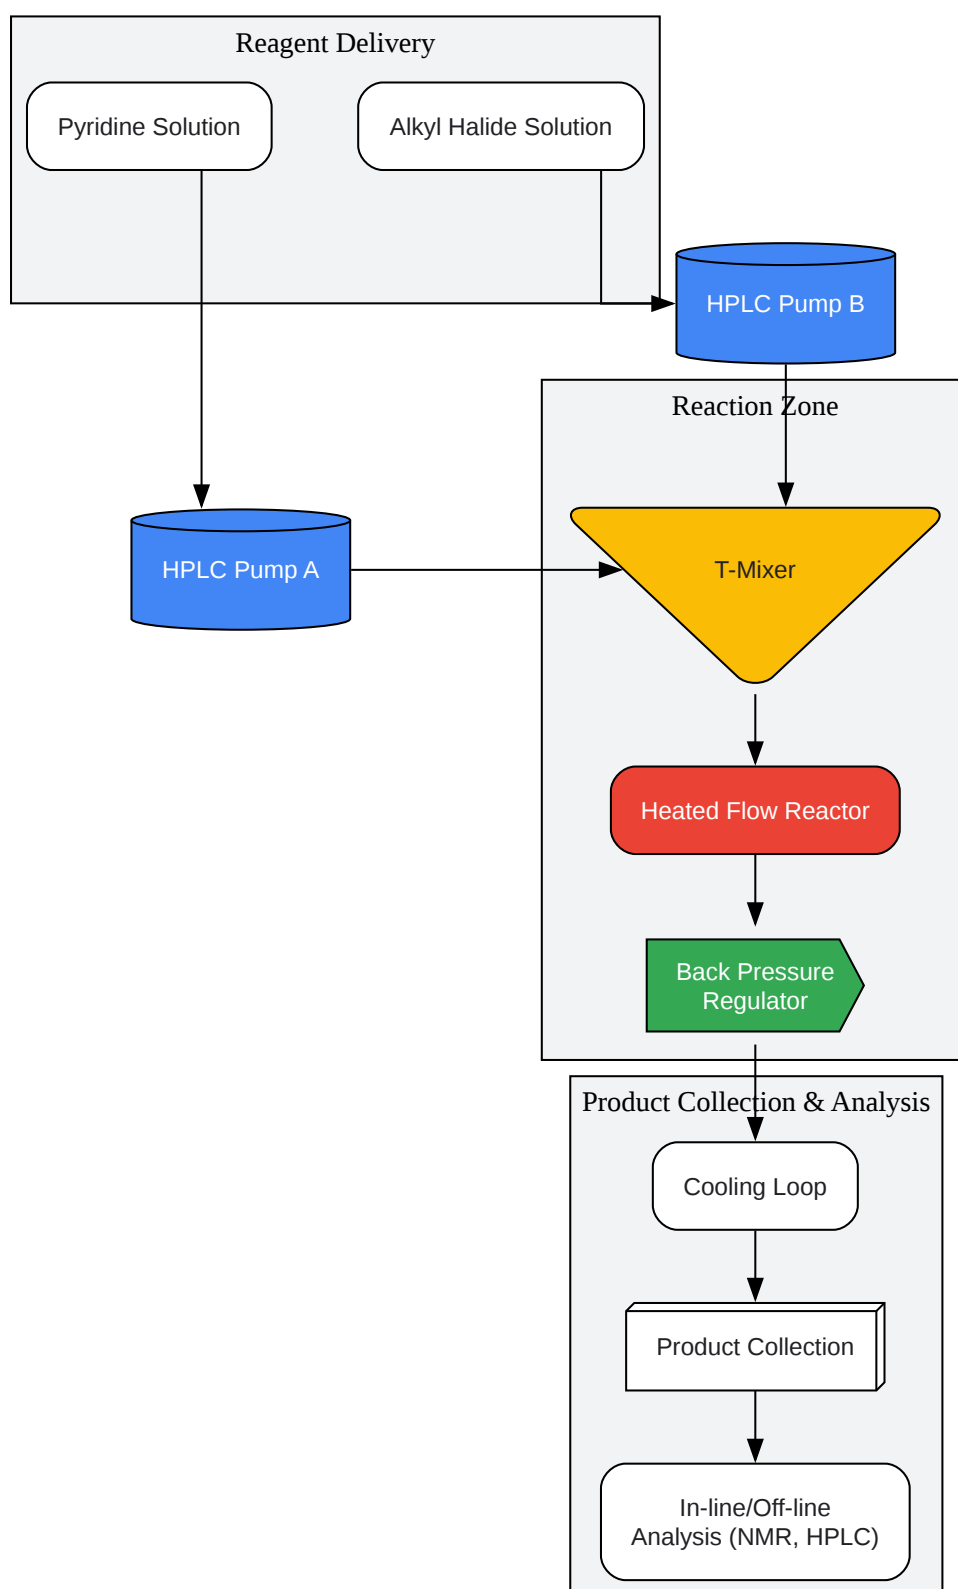 Reagent Delivery
Pyridine Solution
Alkyl Halide Solution
HPLC Pump B
Reaction Zone
HPLC Pump A
T-Mixer
Heated Flow Reactor
Back Pressure
Regulator
Product Collection & Analysis
Cooling Loop
Product Collection
In-line/Off-line
Analysis (NMR, HPLC)